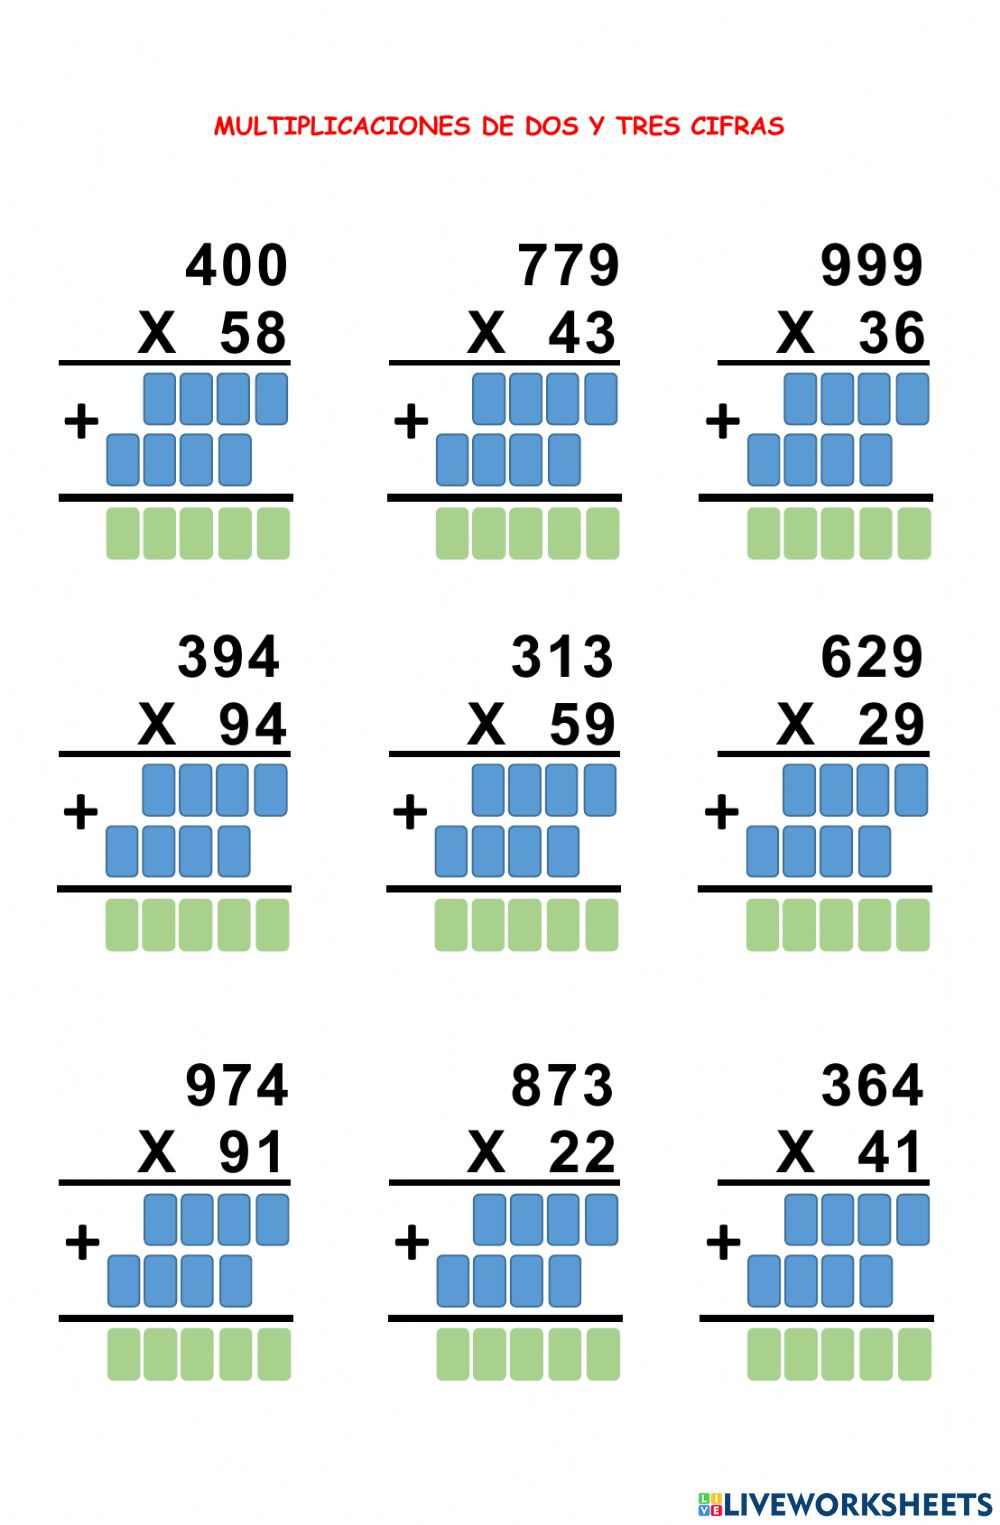 MULTIPLICACIONES DE DOS Y TRES CIFRAS
400 779 999
X 58 X 43 X 36
+ + +
394 313 629
X 94 X 59 X 29
+ + +
974 873 364
X 91 X 22 X 41
+ + +
LIVE LIVEWORKSHEETS